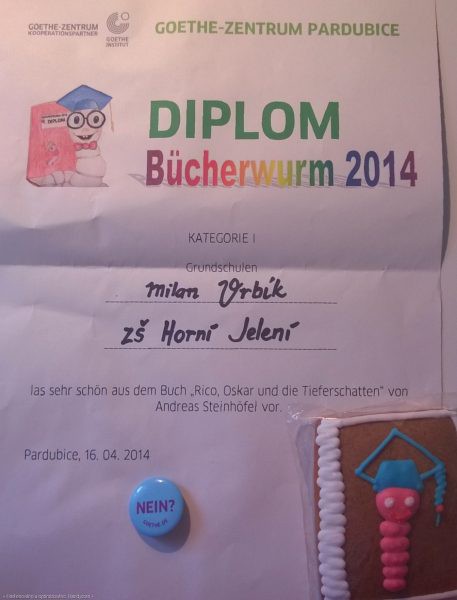 GOETHE-ZENTRUM
KOOPERATIONSPARTNER
GOETHE
INSTITUT
GOETHE-ZENTRUM PARDUBICE
DIPLOM
DIPLOM
Bücherwurm 2014
KATEGORIE I
Grundschulen
Milan Vrbík
ZŠ Horní Jelení
las sehr schön aus dem Buch „Rico, Oskar und die Tieferschatten" von
Andreas Steinhöfel vor.
Pardubice, 16. 04. 2014
NEIN?
GOETHE.DE